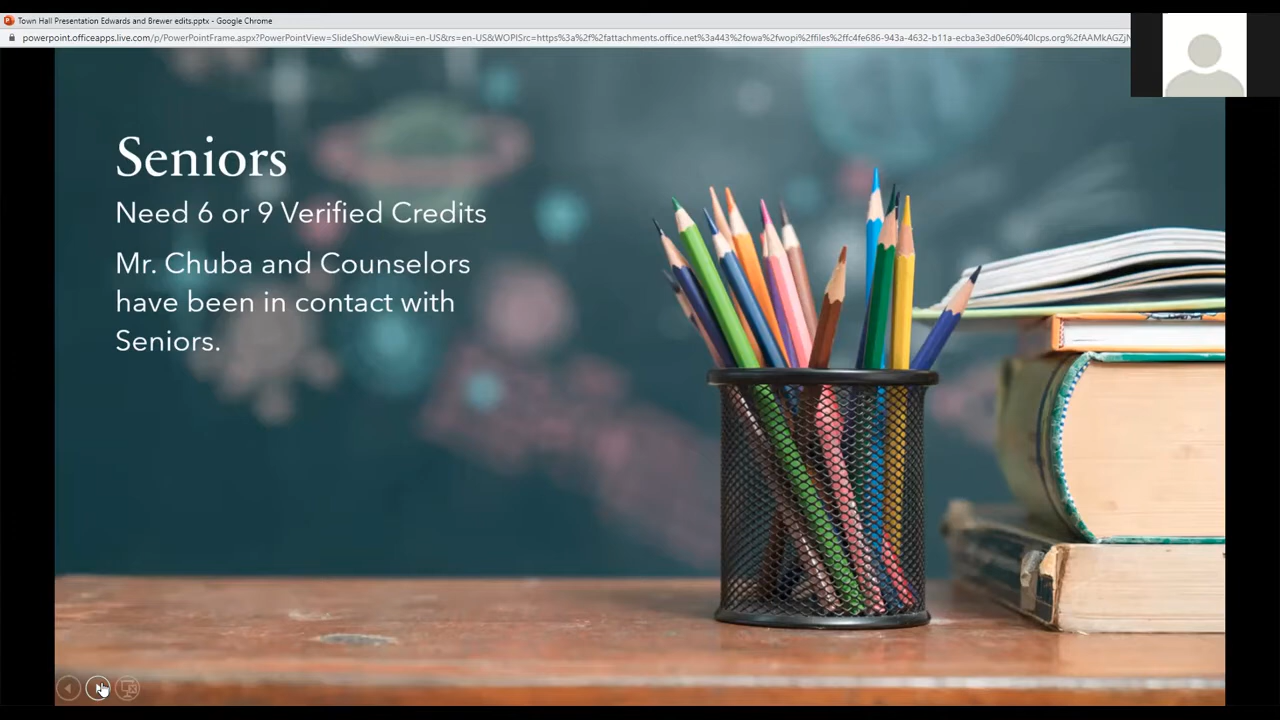 Town Hall Presentation Edwards and Brewer edits.pptx - Google Chrome
powerpoint.officeapps.live.com/p/PowerPointFrame.aspx?PowerPointView=SlideShowView&ui=en-US&rs=en-US&WOPISrc=https%3a%2f%2fattachments.office.net%3a443%2fowa%2fwopi%2ffiles%2ffc4fe686-943a-4632-b11a-ecba3e3d0e60%40lcps.org%2fAAMkAGZjN
Seniors
Need 6 or 9 Verified Credits
Mr. Chuba and Counselors
have been in contact with
Seniors.